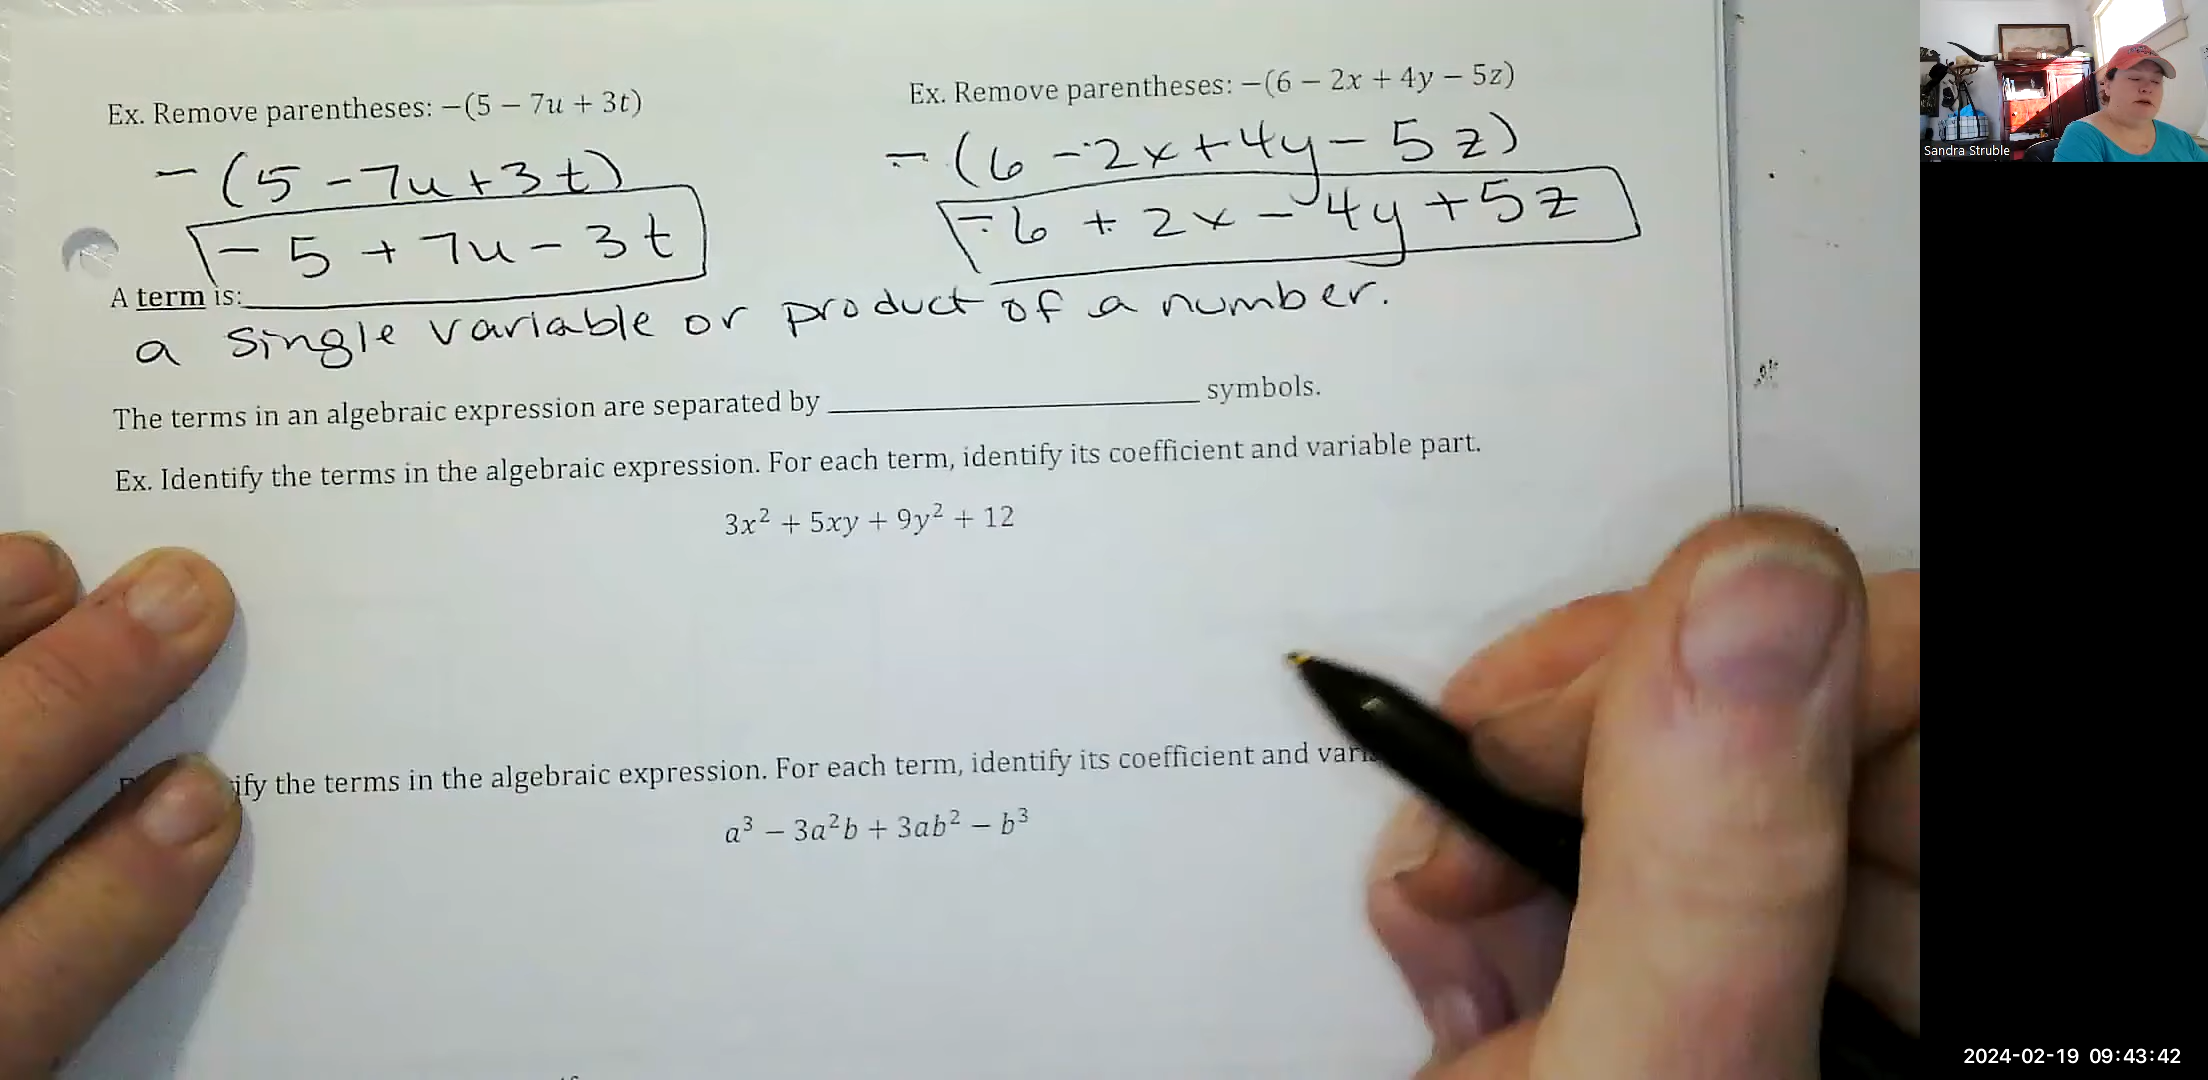 Ex. Remove parentheses: −(5 − 7u + 3t)
− (5 − 7u + 3t)
− 5 + 7u − 3t
Ex. Remove parentheses: −(6 − 2x + 4y − 5z)
− (6 − 2x + 4y − 5z)
−6 + 2x − 4y + 5z
A term is:
a single variable or product of a number.
The terms in an algebraic expression are separated by ____________ symbols.
Ex. Identify the terms in the algebraic expression. For each term, identify its coefficient and variable part.
3x² + 5xy + 9y² + 12
the terms in the algebraic expression. For each term, identify its coefficient and
a³ − 3a²b + 3ab² − b³
Sandra Struble
2024-02-19 09:43:42